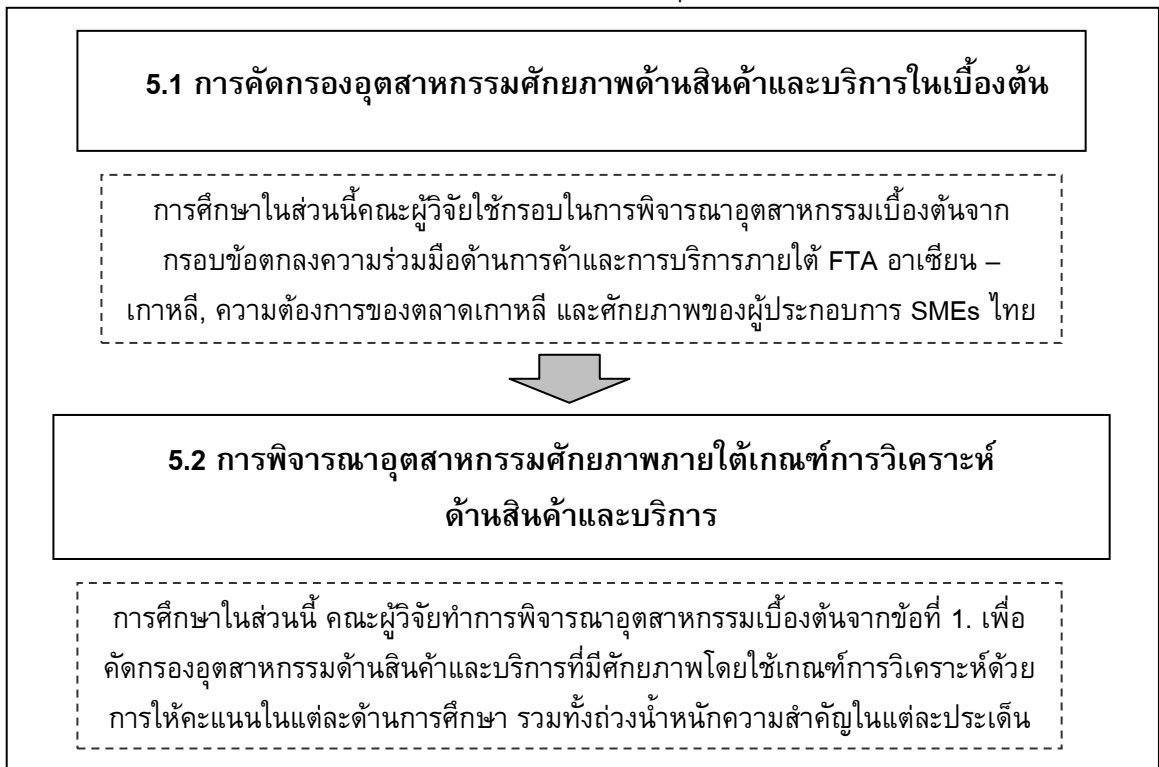 5.1 การคัดกรองอุตสาหกรรมศักยภาพด้านสินค้าและบริการในเบื้องต้น
การศึกษาในส่วนนี้คณะผู้วิจัยใช้กรอบในการพิจารณาอุตสาหกรรมเบื้องต้นจาก
กรอบข้อตกลงความร่วมมือด้านการค้าและการบริการภายใต้ FTA อาเซียน –
เกาหลี, ความต้องการของตลาดเกาหลี และศักยภาพของผู้ประกอบการ SMEs ไทย
5.2 การพิจารณาอุตสาหกรรมศักยภาพภายใต้เกณฑ์การวิเคราะห์
ด้านสินค้าและบริการ
การศึกษาในส่วนนี้ คณะผู้วิจัยทำการพิจารณาอุตสาหกรรมเบื้องต้นจากข้อที่ 1. เพื่อ
คัดกรองอุตสาหกรรมด้านสินค้าและบริการที่มีศักยภาพโดยใช้เกณฑ์การวิเคราะห์ด้วย
การให้คะแนนในแต่ละด้านการศึกษา รวมทั้งถ่วงน้ำหนักความสำคัญในแต่ละประเด็น